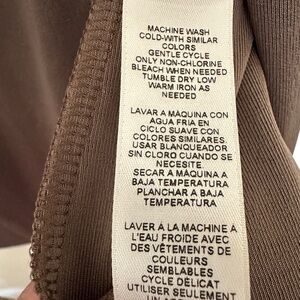 MACHINE WASH
COLD-WITH SIMILAR
COLORS
GENTLE CYCLE
ONLY NON-CHLORINE
BLEACH WHEN NEEDED
TUMBLE DRY LOW
WARM IRON AS
NEEDED
LAVAR A MAQUINA CON
AGUA FRIA EN
CICLO SUAVE CON
COLORES SIMILARES
USAR BLANQUEADOR
SIN CLORO CUANDO SE
NECESITE
SECAR A MAQUINA A
BAJA TEMPERATURA
PLANCHAR A BAJA
TEMPERATURA
LAVER À LA MACHINE À
L'EAU FROIDE AVEC
DES VÊTEMENTS DE
COULEURS
SEMBLABLES
CYCLE DÉLICAT
UTILISER SEULEMENT